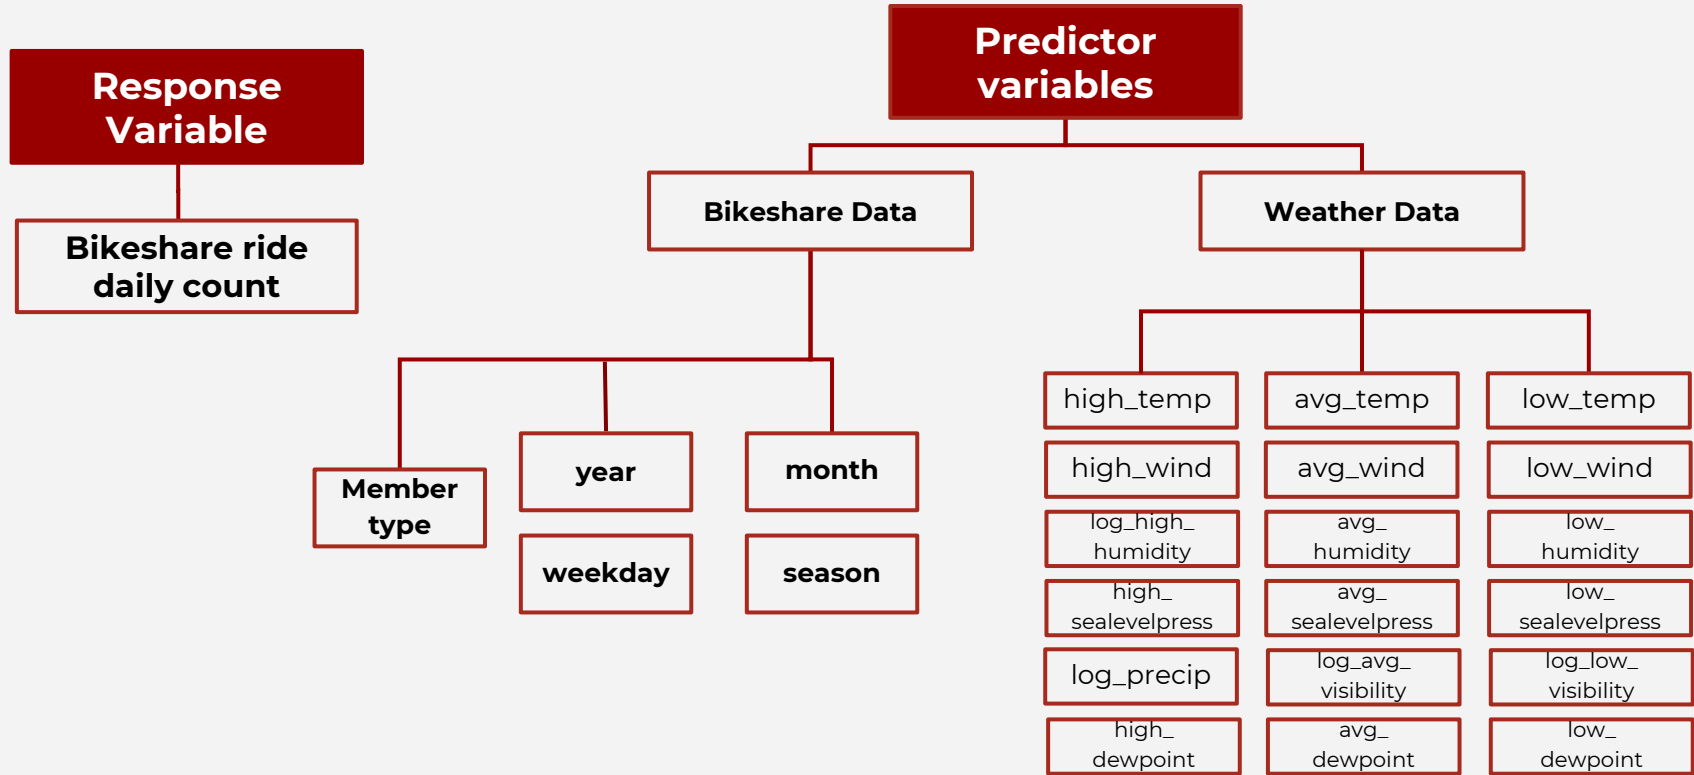 Response
Variable
Bikeshare ride
daily count
Predictor
variables
Bikeshare Data
Weather Data
Member
type
year
month
weekday
season
high_temp
avg_temp
low_temp
high_wind
avg_wind
low_wind
log_high_
humidity
avg_
humidity
low_
humidity
high_
sealevelpress
avg_
sealevelpress
low_
sealevelpress
log_precip
log_avg_
visibility
log_low_
visibility
high_
dewpoint
avg_
dewpoint
low_
dewpoint